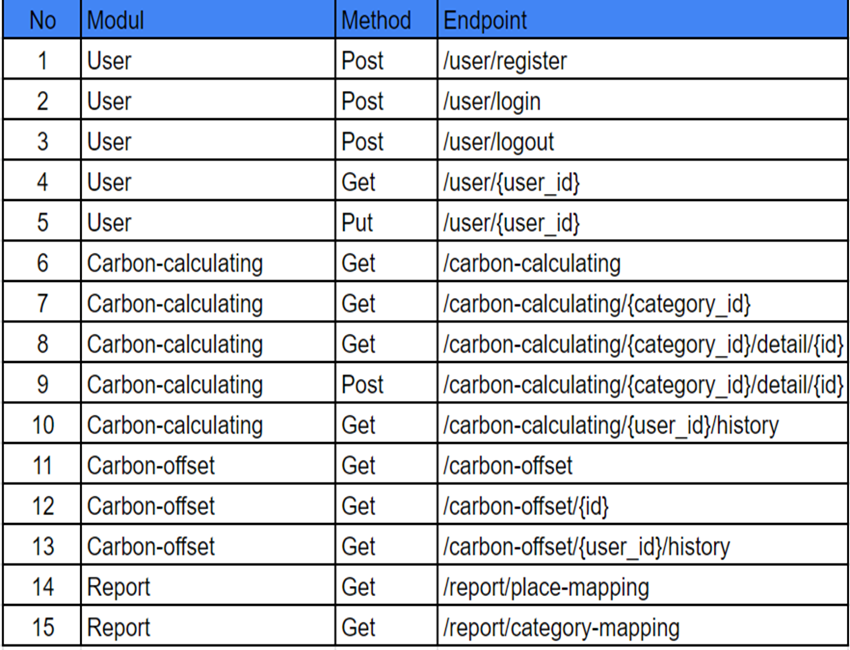 No Modul Method Endpoint
1 User Post /user/register
2 User Post /user/login
3 User Post /user/logout
4 User Get /user/{user_id}
5 User Put /user/{user_id}
6 Carbon-calculating Get /carbon-calculating
7 Carbon-calculating Get /carbon-calculating/{category_id}
8 Carbon-calculating Get /carbon-calculating/{category_id}/detail/{id}
9 Carbon-calculating Post /carbon-calculating/{category_id}/detail/{id}
10 Carbon-calculating Get /carbon-calculating/{user_id}/history
11 Carbon-offset Get /carbon-offset
12 Carbon-offset Get /carbon-offset/{id}
13 Carbon-offset Get /carbon-offset/{user_id}/history
14 Report Get /report/place-mapping
15 Report Get /report/category-mapping